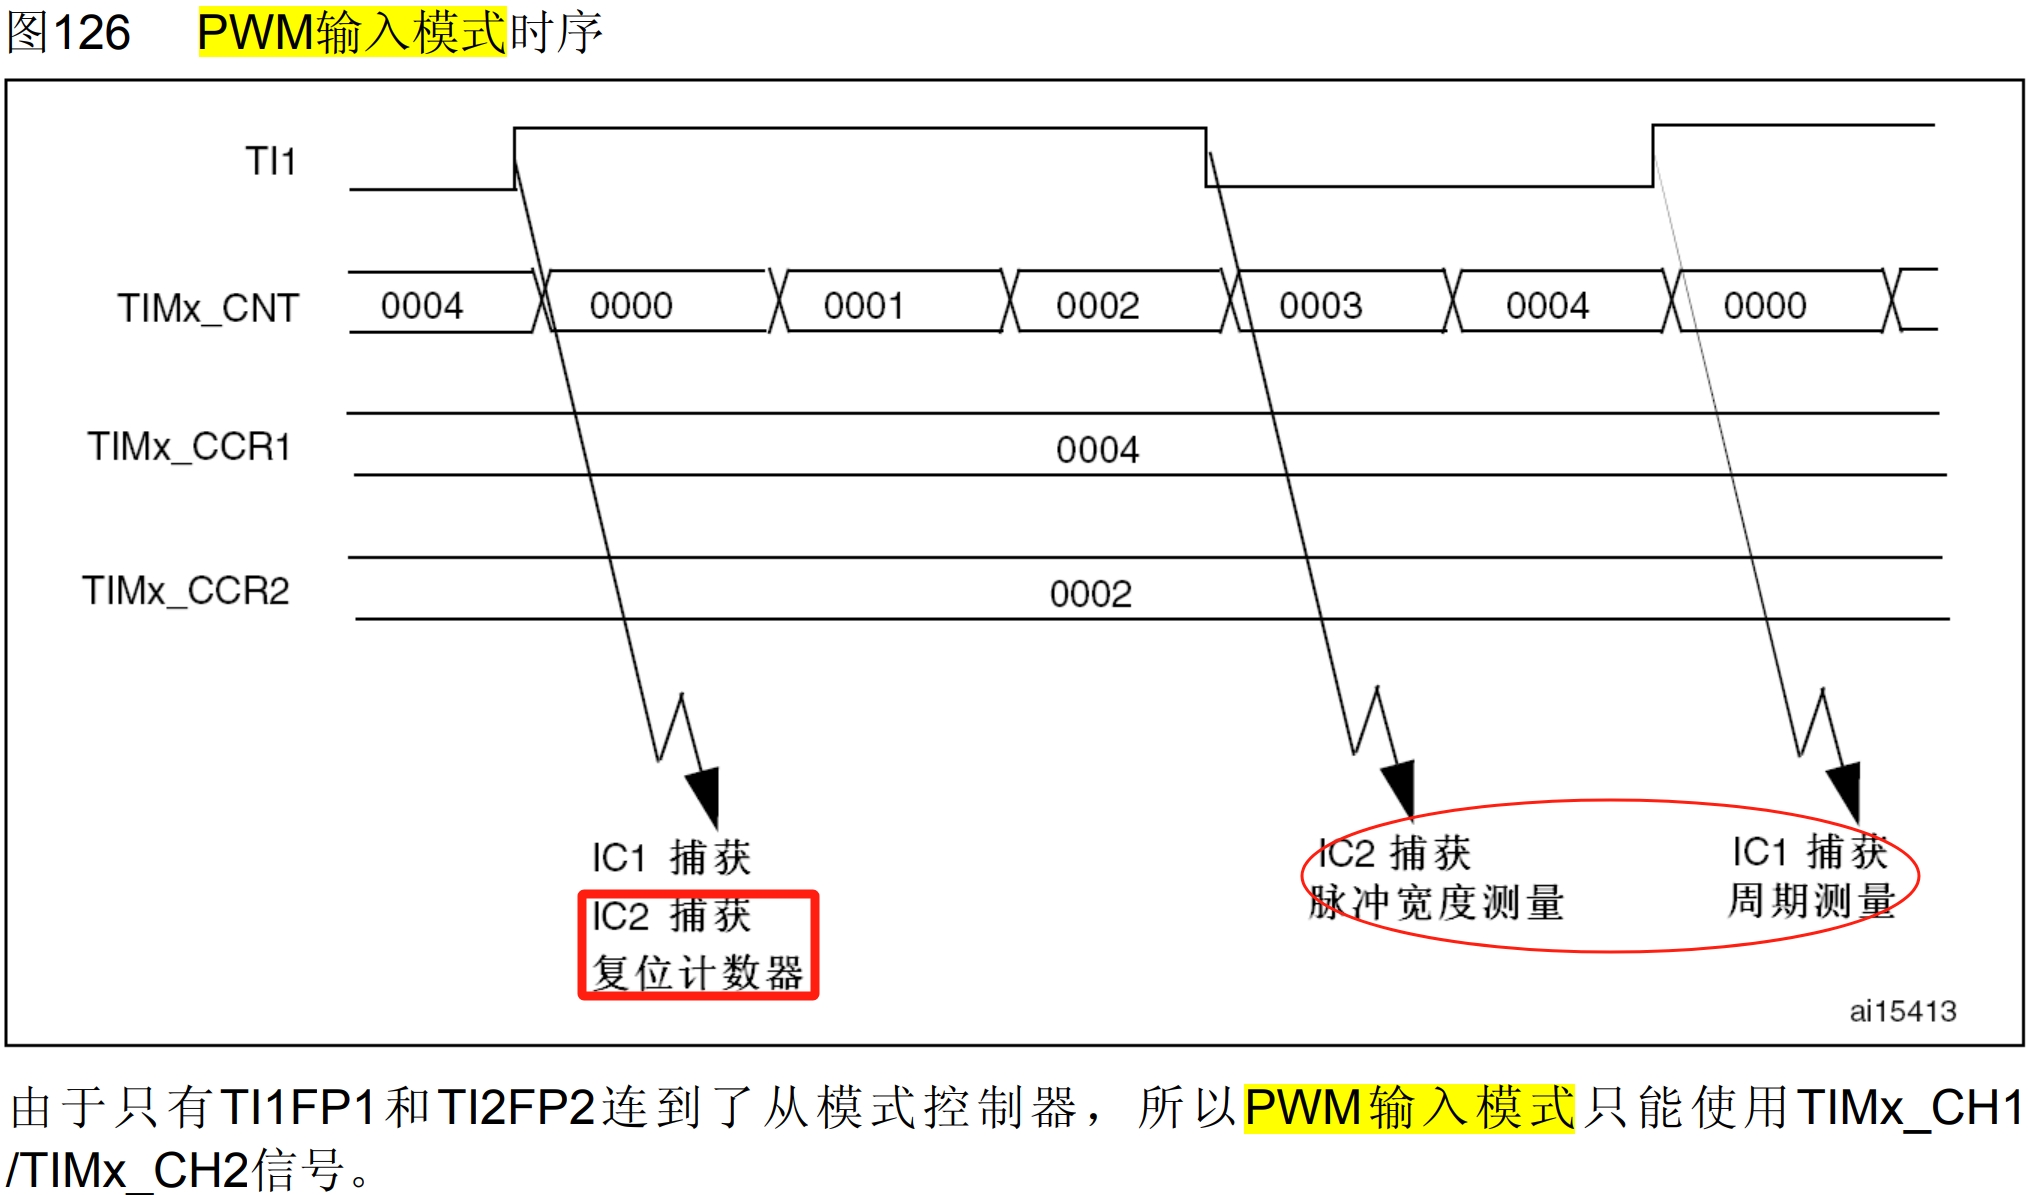 图126 PWM输入模式时序
TI1
TIMx_CNT 0004 0000 0001 0002 0003 0004 0000
TIMx_CCR1 0004
TIMx_CCR2 0002
IC1 捕获
IC2 捕获
复位计数器
IC2 捕获
脉冲宽度测量
IC1 捕获
周期测量
ai15413
由于只有TI1FP1和TI2FP2连到了从模式控制器，所以PWM输入模式只能使用TIMx_CH1
/TIMx_CH2信号。